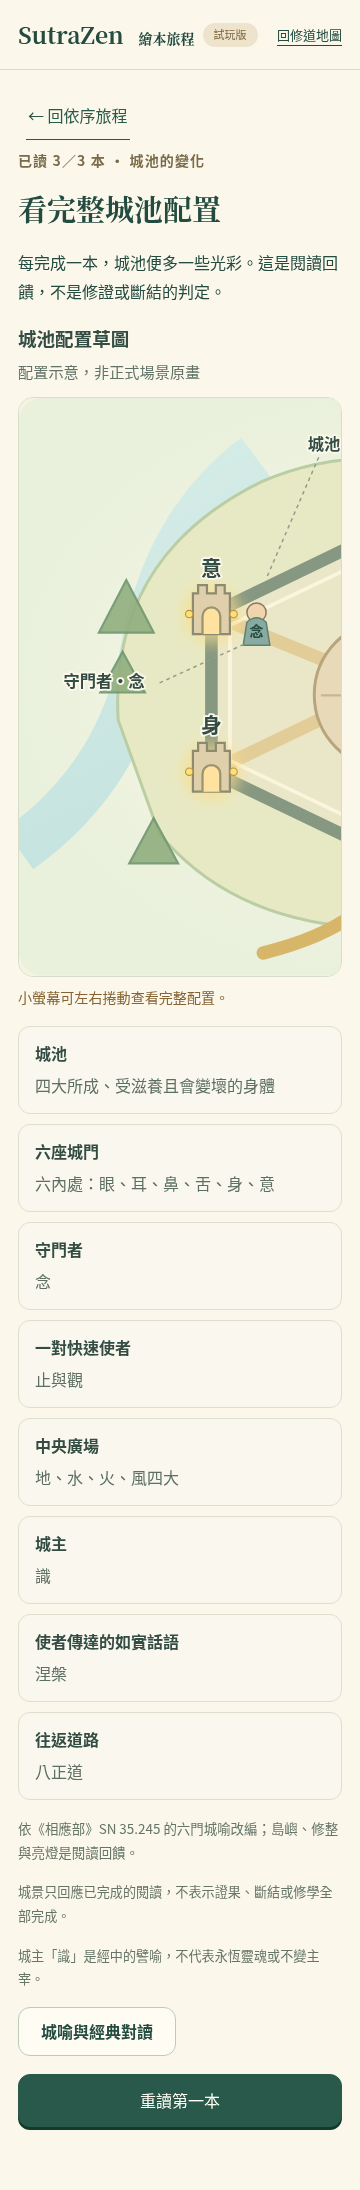 SutraZen 繪本旅程 試玩版 回修道地圖
← 回依序旅程
已讀 3／3 本 · 城池的變化
看完整城池配置
每完成一本，城池便多一些光彩。這是閱讀回
饋，不是修證或斷結的判定。
城池配置草圖
配置示意，非正式場景原畫
城池
意
念
守門者・念
身
小螢幕可左右捲動查看完整配置。
城池
四大所成、受滋養且會變壞的身體
六座城門
六內處：眼、耳、鼻、舌、身、意
守門者
念
一對快速使者
止與觀
中央廣場
地、水、火、風四大
城主
識
使者傳達的如實話語
涅槃
往返道路
八正道
依《相應部》SN 35.245 的六門城喻改編；島嶼、修整
與亮燈是閱讀回饋。
城景只回應已完成的閱讀，不表示證果、斷結或修學全
部完成。
城主「識」是經中的譬喻，不代表永恆靈魂或不變主
宰。
城喻與經典對讀
重讀第一本